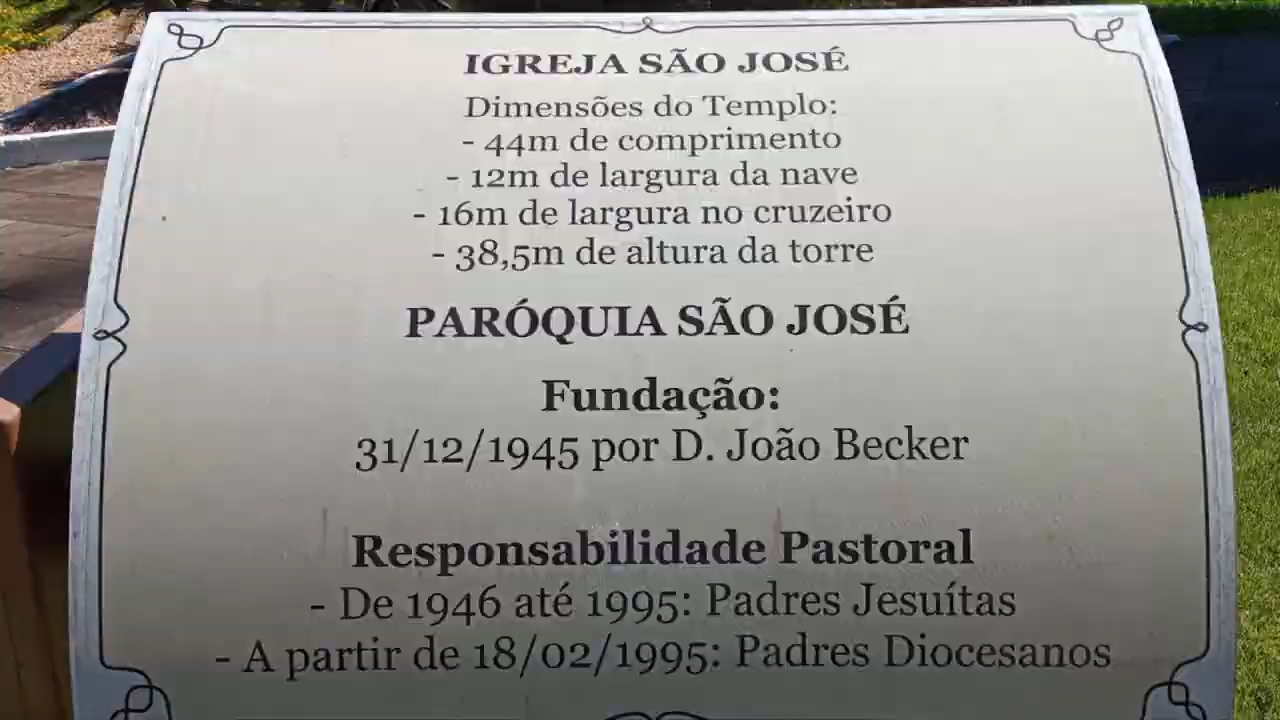 IGREJA SÃO JOSÉ
Dimensões do Templo:
- 44m de comprimento
- 12m de largura da nave
- 16m de largura no cruzeiro
- 38,5m de altura da torre
PARÓQUIA SÃO JOSÉ
Fundação:
31/12/1945 por D. João Becker
Responsabilidade Pastoral
- De 1946 até 1995: Padres Jesuítas
- A partir de 18/02/1995: Padres Diocesanos